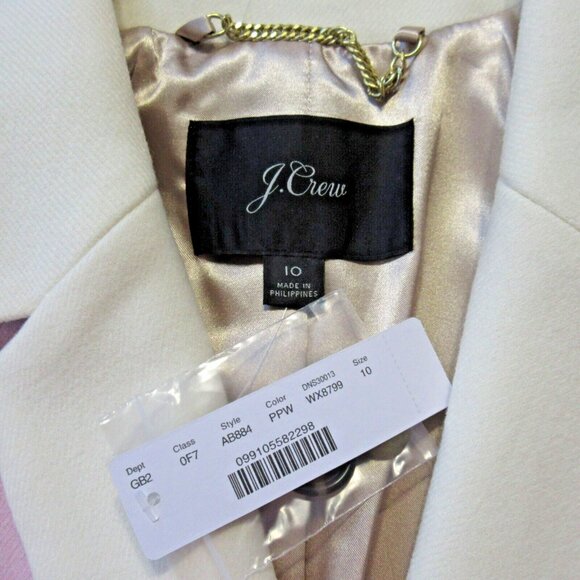 J.Crew
10
MADE IN
PHILIPPINES
Dept Class Style Color DNS30013 Size
GB2 0F7 AB884 PPW WX8799 10
099105582298